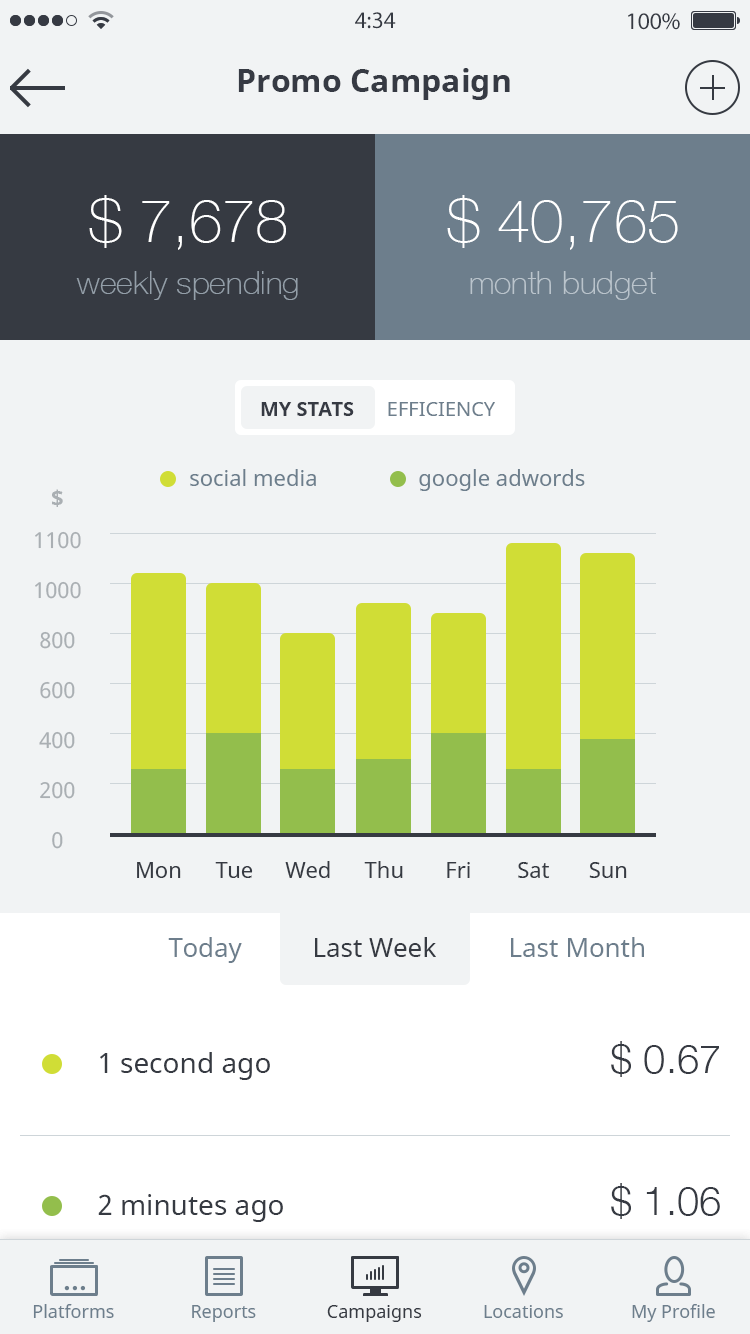 4:34
100%
Promo Campaign
$ 7,678
weekly spending
$ 40,765
month budget
MY STATS
EFFICIENCY
social media
google adwords
$
1100
1000
800
600
400
200
0
Mon Tue Wed Thu Fri Sat Sun
Today
Last Week
Last Month
1 second ago
$ 0.67
2 minutes ago
$ 1.06
Platforms
Reports
Campaigns
Locations
My Profile